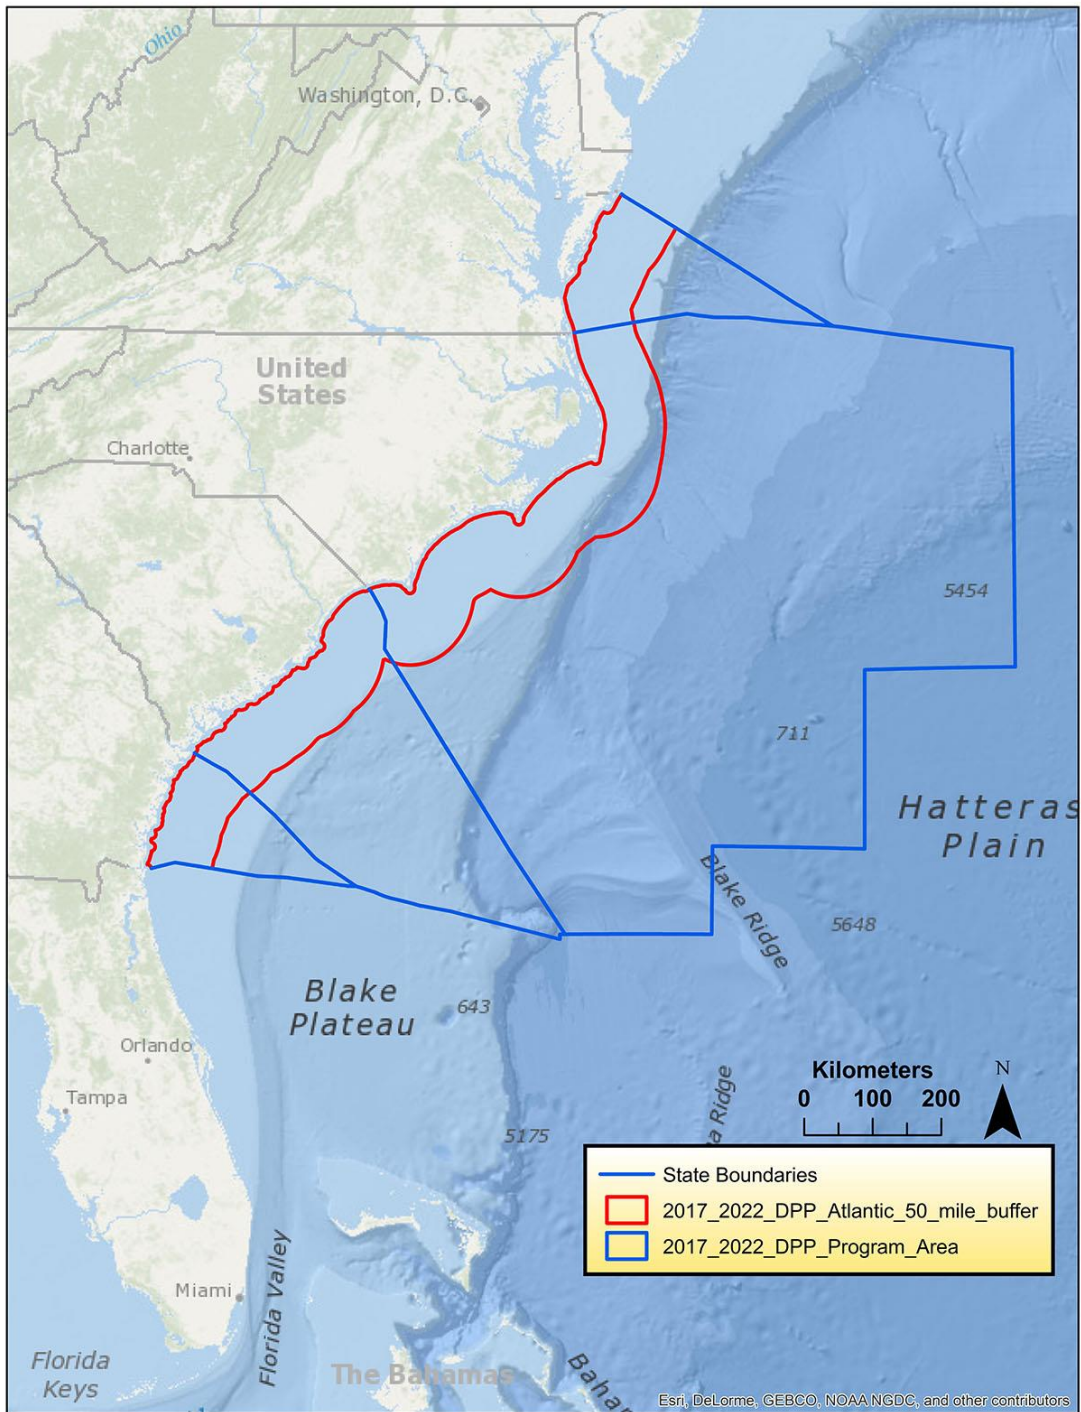 Ohio
Washington, D.C.
United
States
Charlotte
5454
711
Hatteras
Plain
Blake Ridge
5648
Blake
Plateau
643
Orlando
Tampa
Kilometers
0 100 200
N
5175
a Ridge
State Boundaries
2017_2022_DPP_Atlantic_50_mile_buffer
2017_2022_DPP_Program_Area
Florida Valley
Miami
Florida
Keys
The Bahamas
Bahar
Esri, DeLorme, GEBCO, NOAA NGDC, and other contributors